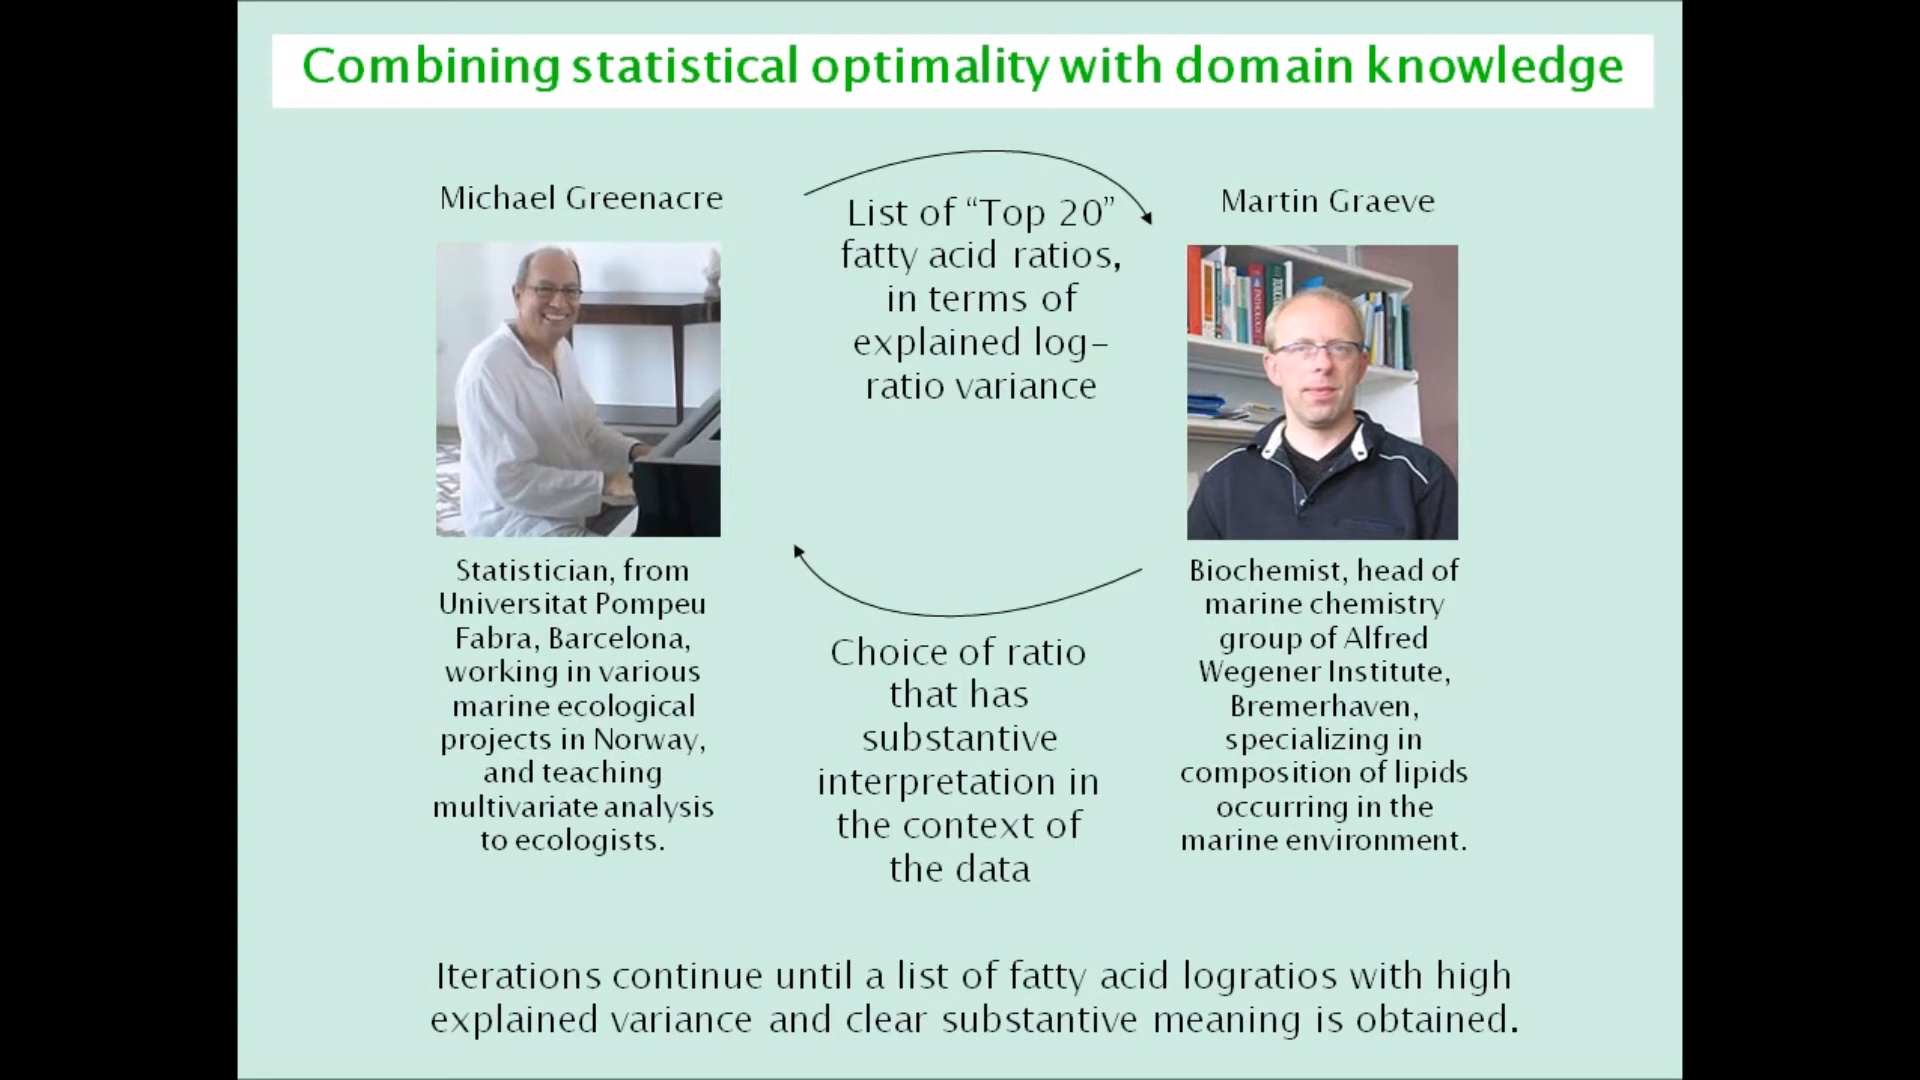 Combining statistical optimality with domain knowledge
Michael Greenacre
List of “Top 20”
fatty acid ratios,
in terms of
explained log-
ratio variance
Martin Graeve
Statistician, from
Universitat Pompeu
Fabra, Barcelona,
working in various
marine ecological
projects in Norway,
and teaching
multivariate analysis
to ecologists.
Choice of ratio
that has
substantive
interpretation in
the context of
the data
Biochemist, head of
marine chemistry
group of Alfred
Wegener Institute,
Bremerhaven,
specializing in
composition of lipids
occurring in the
marine environment.
Iterations continue until a list of fatty acid logratios with high
explained variance and clear substantive meaning is obtained.